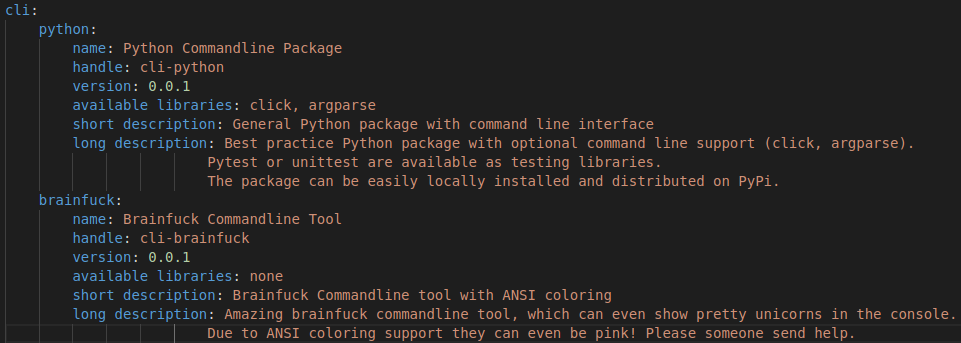 cli:
python:
name: Python Commandline Package
handle: cli-python
version: 0.0.1
available libraries: click, argparse
short description: General Python package with command line interface
long description: Best practice Python package with optional command line support (click, argparse).
Pytest or unittest are available as testing libraries.
The package can be easily locally installed and distributed on PyPi.
brainfuck:
name: Brainfuck Commandline Tool
handle: cli-brainfuck
version: 0.0.1
available libraries: none
short description: Brainfuck Commandline tool with ANSI coloring
long description: Amazing brainfuck commandline tool, which can even show pretty unicorns in the console.
Due to ANSI coloring support they can even be pink! Please someone send help.